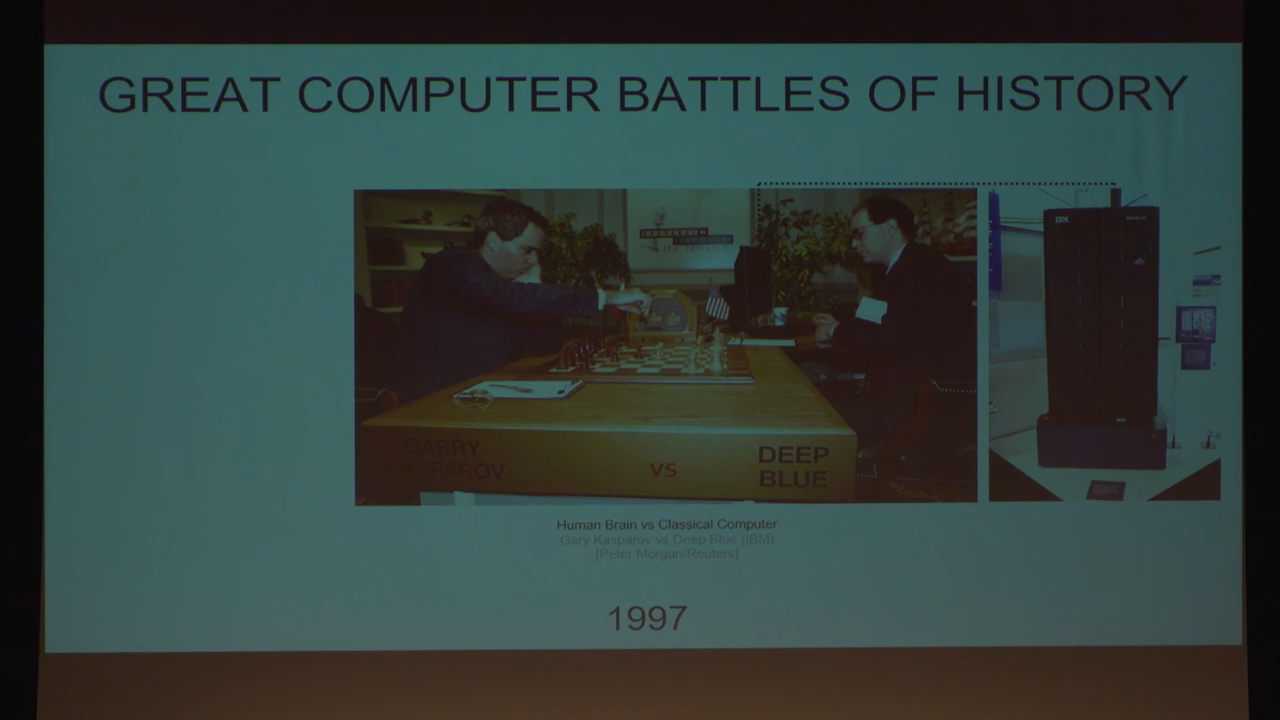 GREAT COMPUTER BATTLES OF HISTORY
IBM
GARRY
KASPAROV
VS
DEEP
BLUE
Human Brain vs Classical Computer
Gary Kasparov vs Deep Blue (IBM)
[Peter Morgan/Reuters]
1997